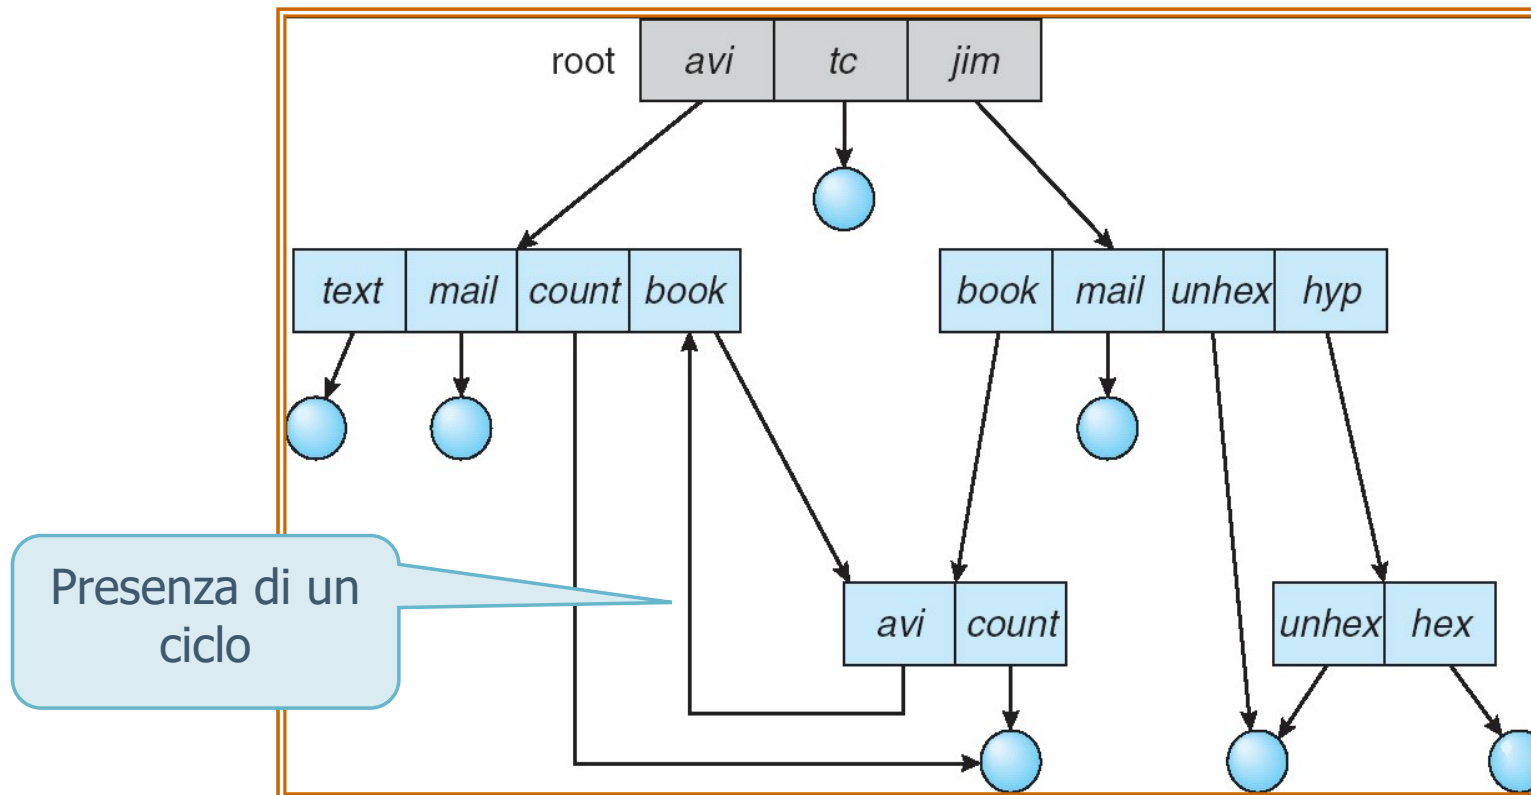 root avi tc jim
text mail count book book mail unhex hyp
Presenza di un
ciclo
avi count unhex hex